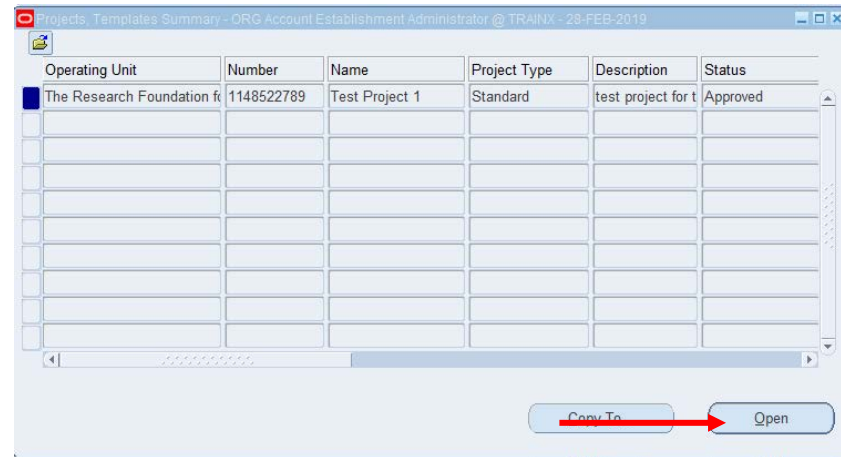 Projects, Templates Summary - ORG Account Establishment Administrator @ TRAINX - 28-FEB-2019
Operating Unit Number Name Project Type Description Status
The Research Foundation fo 1148522789 Test Project 1 Standard test project for t Approved
Copy To... Open